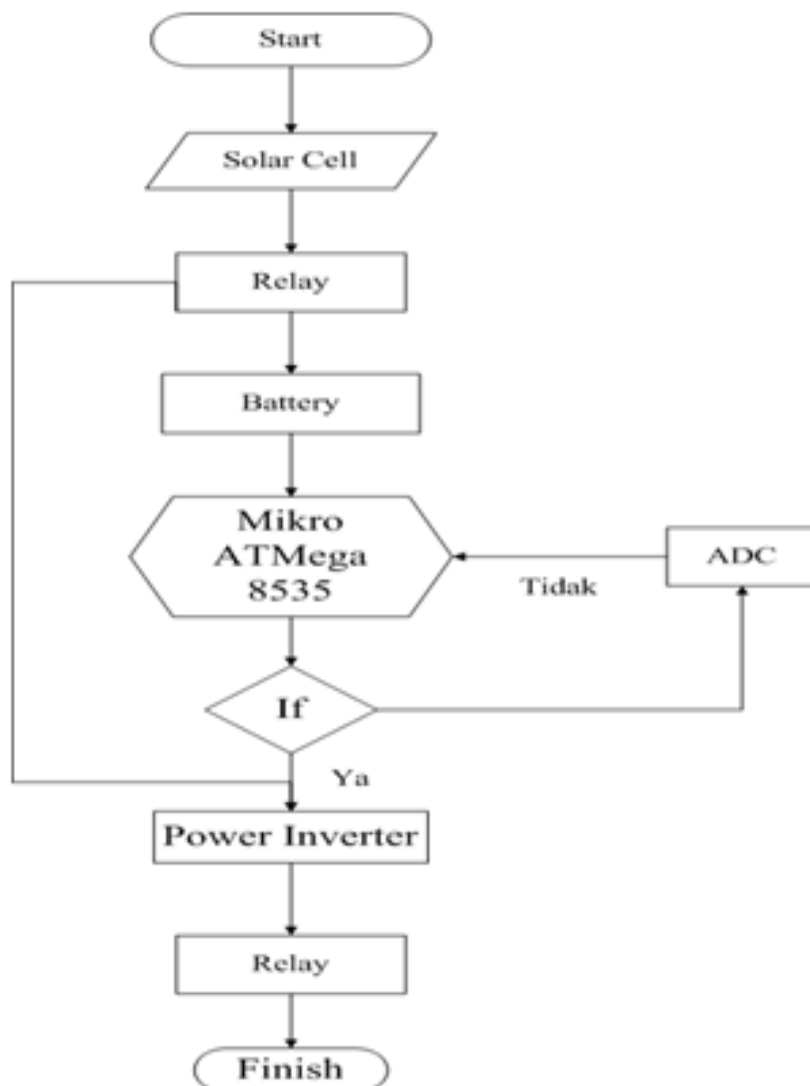 Start
Solar Cell
Relay
Battery
Mikro
ATMega
8535
ADC
Tidak
If
Ya
Power Inverter
Relay
Finish